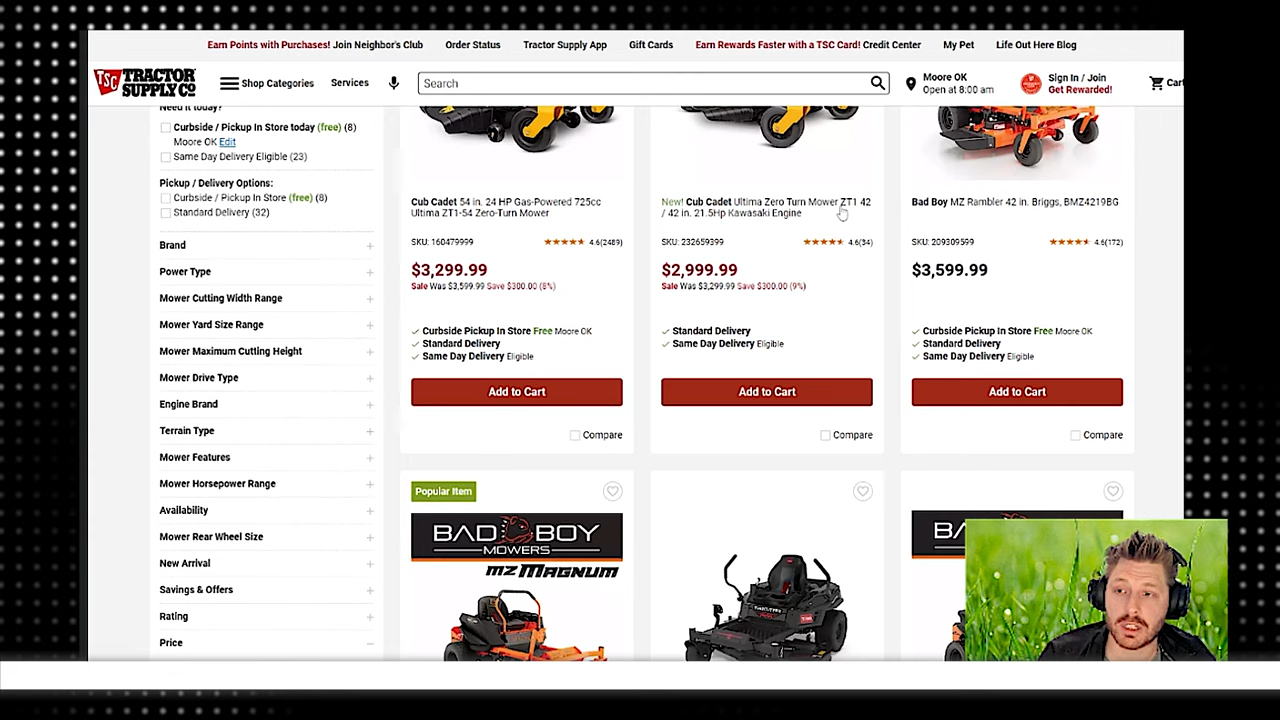 Earn Points with Purchases! Join Neighbor's Club
Order Status
Tractor Supply App
Gift Cards
Earn Rewards Faster with a TSC Card! Credit Center
My Pet
Life Out Here Blog
TSC TRACTOR SUPPLY CO
Shop Categories
Services
Search
Moore OK
Open at 8:00 am
Sign In / Join
Get Rewarded!
Cart
Need it today?
Curbside / Pickup In Store today (free) (8)
Moore OK Edit
Same Day Delivery Eligible (23)
Pickup / Delivery Options:
Curbside / Pickup In Store (free) (8)
Standard Delivery (32)
Brand
Power Type
Mower Cutting Width Range
Mower Yard Size Range
Mower Maximum Cutting Height
Mower Drive Type
Engine Brand
Terrain Type
Mower Features
Mower Horsepower Range
Availability
Mower Rear Wheel Size
New Arrival
Savings & Offers
Rating
Price
Cub Cadet 54 in. 24 HP Gas-Powered 725cc
Ultima ZT1-54 Zero-Turn Mower
SKU: 160479999
4.6(2489)
$3,299.99
Sale Was $3,599.99 Save $300.00 (8%)
Curbside Pickup In Store Free Moore OK
Standard Delivery
Same Day Delivery Eligible
Add to Cart
Compare
New! Cub Cadet Ultima Zero Turn Mower ZT1 42
/ 42 in. 21.5Hp Kawasaki Engine
SKU: 232659399
4.6(34)
$2,999.99
Sale Was $3,299.99 Save $300.00 (9%)
Standard Delivery
Same Day Delivery Eligible
Add to Cart
Compare
Bad Boy MZ Rambler 42 in. Briggs, BMZ4219BG
SKU: 209309599
4.6(172)
$3,599.99
Curbside Pickup In Store Free Moore OK
Standard Delivery
Same Day Delivery Eligible
Add to Cart
Compare
Popular Item
BAD BOY
MOWERS
MZ MAGNUM
BAD